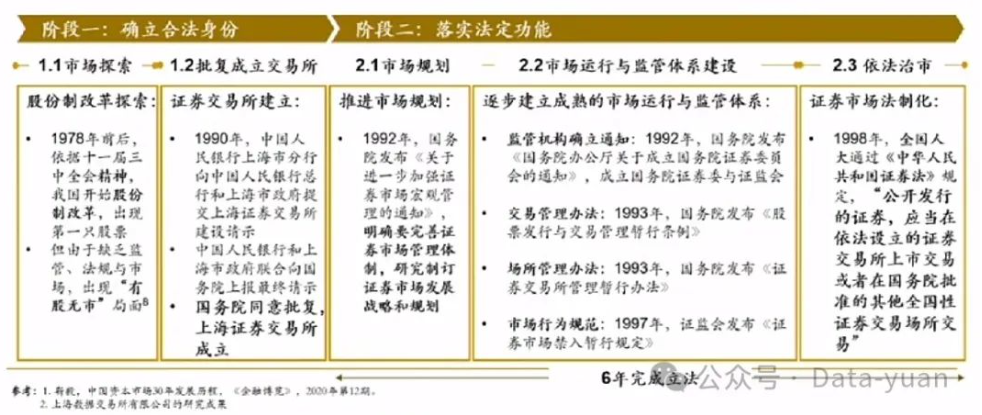 阶段一：确立合法身份
阶段二：落实法定功能
1.1市场探索
1.2批复成立交易所
2.1市场规划
2.2市场运行与监管体系建设
2.3 依法治市
股份制改革探索：
• 1978年前后，
依据十一届三
中全会精神，
我国开始股份
制改革，出现
第一只股票
• 但由于缺乏监
管、法规与市
场，出现“有
股无市”局面8
证券交易所建立：
• 1990年，中国人
民银行上海市分行
向中国人民银行总
行和上海市政府提
交上海证券交易所
建设请示
• 中国人民银行和上
海市政府联合向国
务院上报最终请示
• 国务院同意批复，
上海证券交易所
成立
推进市场规划：
• 1992年，国务
院发布《关于
进一步加强证
券市场宏观管
理的通知》，
明确要完善证
券市场管理体
制，研究制订
证券市场发展
战略和规划
逐步建立成熟的市场运行与监管体系：
• 监管机构确立通知：1992年，国务院发布
《国务院办公厅关于成立国务院证券委员
会的通知》，成立国务院证券委与证监会
• 交易管理办法：1993年，国务院发布《股
票发行与交易管理暂行条例》
• 场所管理办法：1993年，国务院发布《证
券交易所管理暂行办法》
• 市场行为规范：1997年，证监会发布《证
券市场禁入暂行规定》
证券市场法制化：
• 1998年，全国人
大通过《中华人民
共和国证券法》规
定，“公开发行
的证券，应当在
依法设立的证券
交易所上市交易
或者在国务院批
准的其他全国性
证券交易场所交
易”
6年完成立法
参考：1. 靳毅，中国资本市场30年发展历程，《金融博览》，2020年第12期。
2. 上海数据交易所有限公司的研究成果
公众号 · Data-yuan